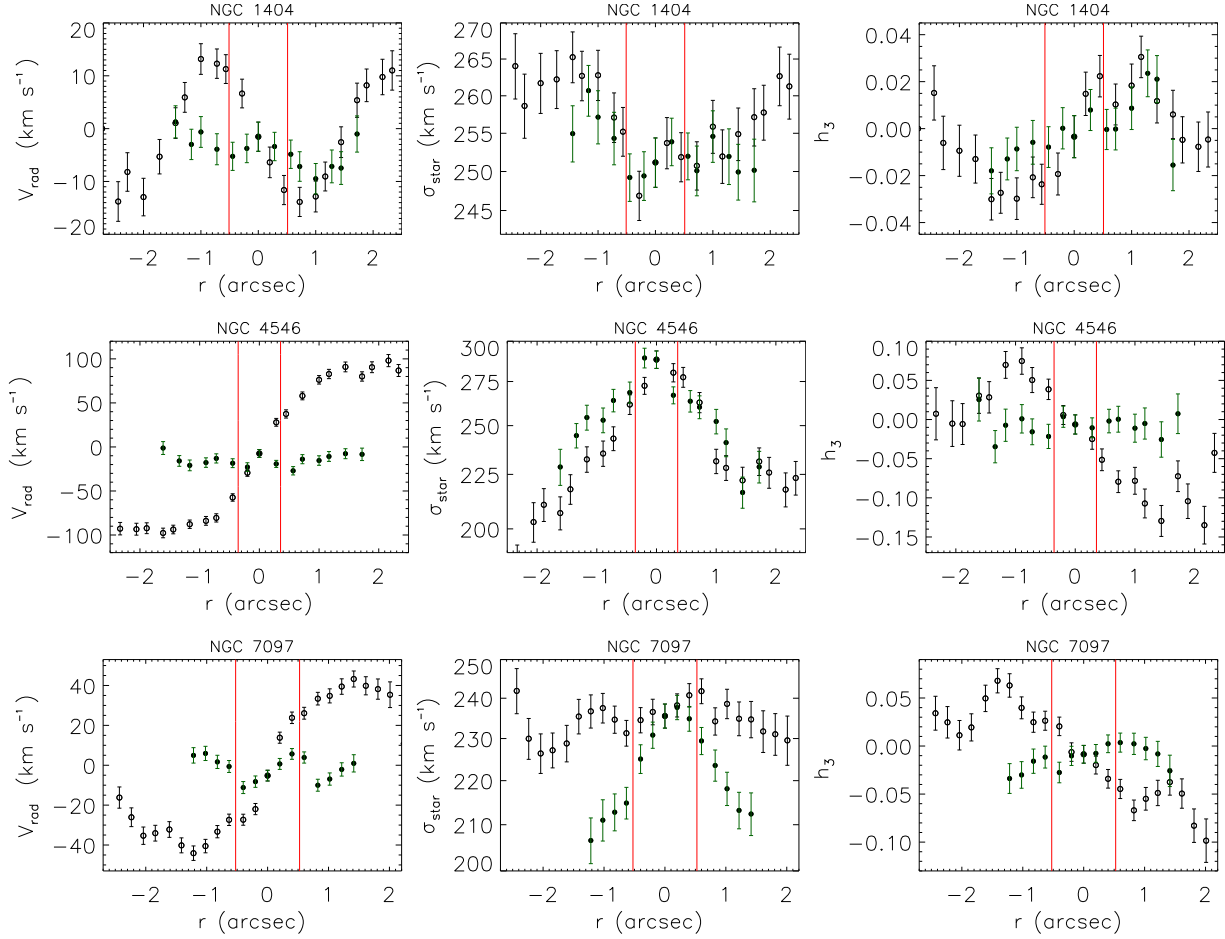 NGC 1404 NGC 1404 NGC 1404
20
10
0
−10
−20
V_rad (km s⁻¹)
−2 −1 0 1 2
r (arcsec)
270
265
260
255
250
245
σ_star (km s⁻¹)
−2 −1 0 1 2
r (arcsec)
0.04
0.02
0.00
−0.02
−0.04
h₃
−2 −1 0 1 2
r (arcsec)
NGC 4546 NGC 4546 NGC 4546
100
50
0
−50
−100
V_rad (km s⁻¹)
−2 −1 0 1 2
r (arcsec)
300
275
250
225
200
σ_star (km s⁻¹)
−2 −1 0 1 2
r (arcsec)
0.10
0.05
0.00
−0.05
−0.10
−0.15
h₃
−2 −1 0 1 2
r (arcsec)
NGC 7097 NGC 7097 NGC 7097
40
20
0
−20
−40
V_rad (km s⁻¹)
−2 −1 0 1 2
r (arcsec)
250
240
230
220
210
200
σ_star (km s⁻¹)
−2 −1 0 1 2
r (arcsec)
0.05
0.00
−0.05
−0.10
h₃
−2 −1 0 1 2
r (arcsec)